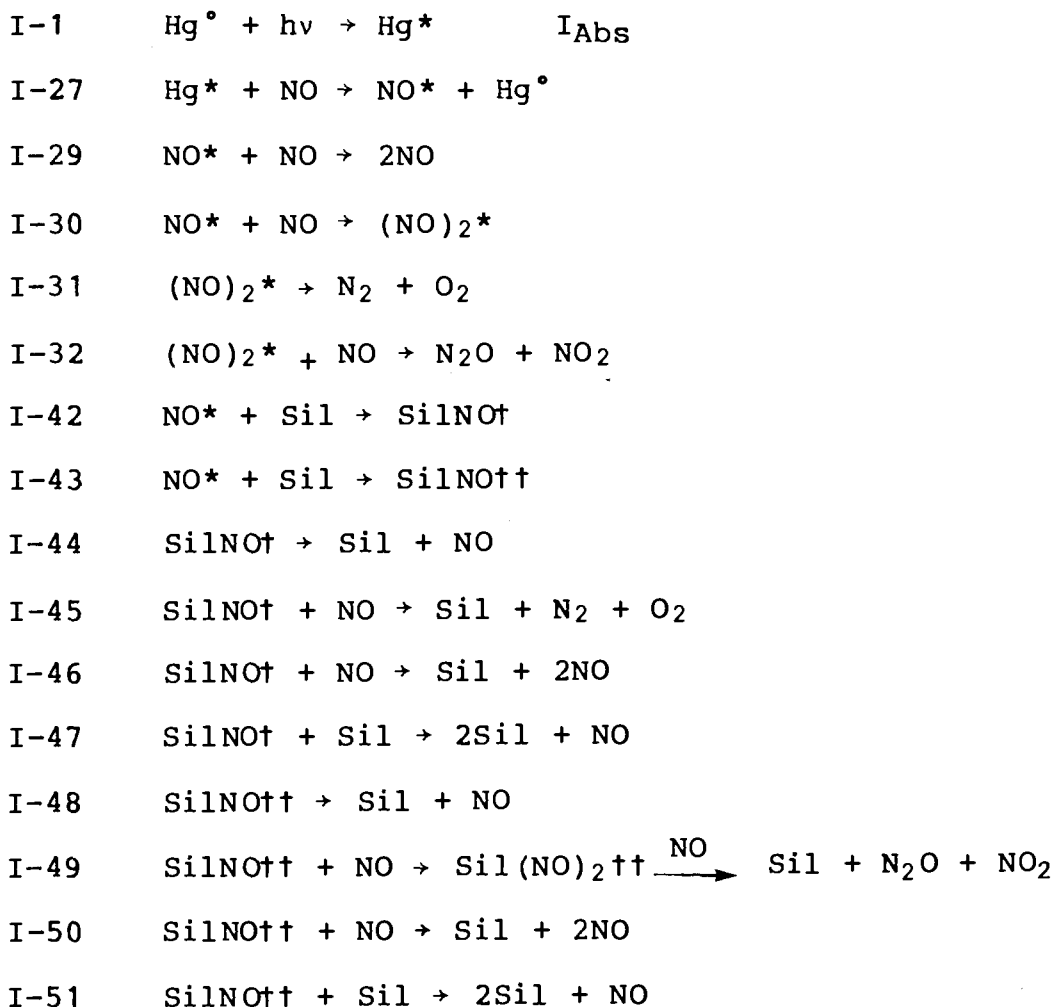 I-1 Hg° + hν → Hg* IAbs
I-27 Hg* + NO → NO* + Hg°
I-29 NO* + NO → 2NO
I-30 NO* + NO → (NO)2*
I-31 (NO)2* → N2 + O2
I-32 (NO)2* + NO → N2O + NO2
I-42 NO* + Sil → SilNO†
I-43 NO* + Sil → SilNO††
I-44 SilNO† → Sil + NO
I-45 SilNO† + NO → Sil + N2 + O2
I-46 SilNO† + NO → Sil + 2NO
I-47 SilNO† + Sil → 2Sil + NO
I-48 SilNO†† → Sil + NO
I-49 SilNO†† + NO → Sil(NO)2†† NO → Sil + N2O + NO2
I-50 SilNO†† + NO → Sil + 2NO
I-51 SilNO†† + Sil → 2Sil + NO